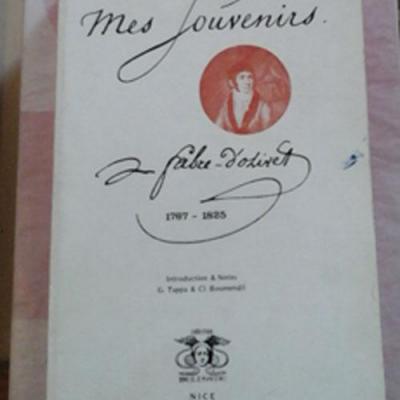 Mes Souvenirs.
Fabre-d'olivet
1767 - 1825
Introduction & Notes
G. Tappa & Cl. Boumendil
NICE